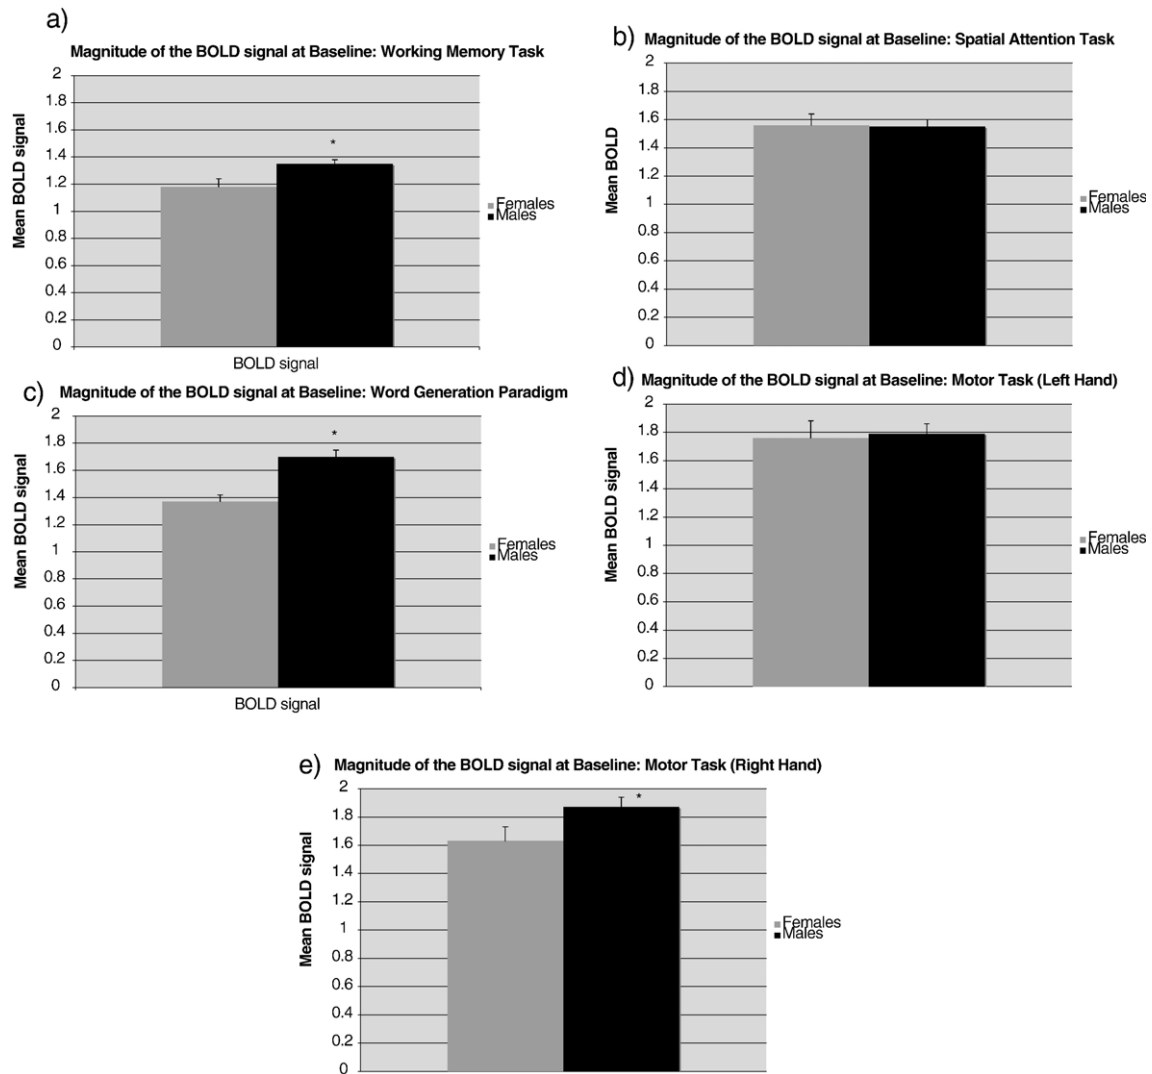 a)
Magnitude of the BOLD signal at Baseline: Working Memory Task
2
1.8
1.6
1.4
1.2
1
0.8
0.6
0.4
0.2
0
Mean BOLD signal
*
BOLD signal
Females
Males
b)
Magnitude of the BOLD signal at Baseline: Spatial Attention Task
2
1.8
1.6
1.4
1.2
1
0.8
0.6
0.4
0.2
0
Mean BOLD
Females
Males
c)
Magnitude of the BOLD signal at Baseline: Word Generation Paradigm
2
1.8
1.6
1.4
1.2
1
0.8
0.6
0.4
0.2
0
Mean BOLD signal
*
BOLD signal
Females
Males
d)
Magnitude of the BOLD signal at Baseline: Motor Task (Left Hand)
2
1.8
1.6
1.4
1.2
1
0.8
0.6
0.4
0.2
0
Mean BOLD signal
Females
Males
e)
Magnitude of the BOLD signal at Baseline: Motor Task (Right Hand)
2
1.8
1.6
1.4
1.2
1
0.8
0.6
0.4
0.2
0
Mean BOLD signal
*
Females
Males